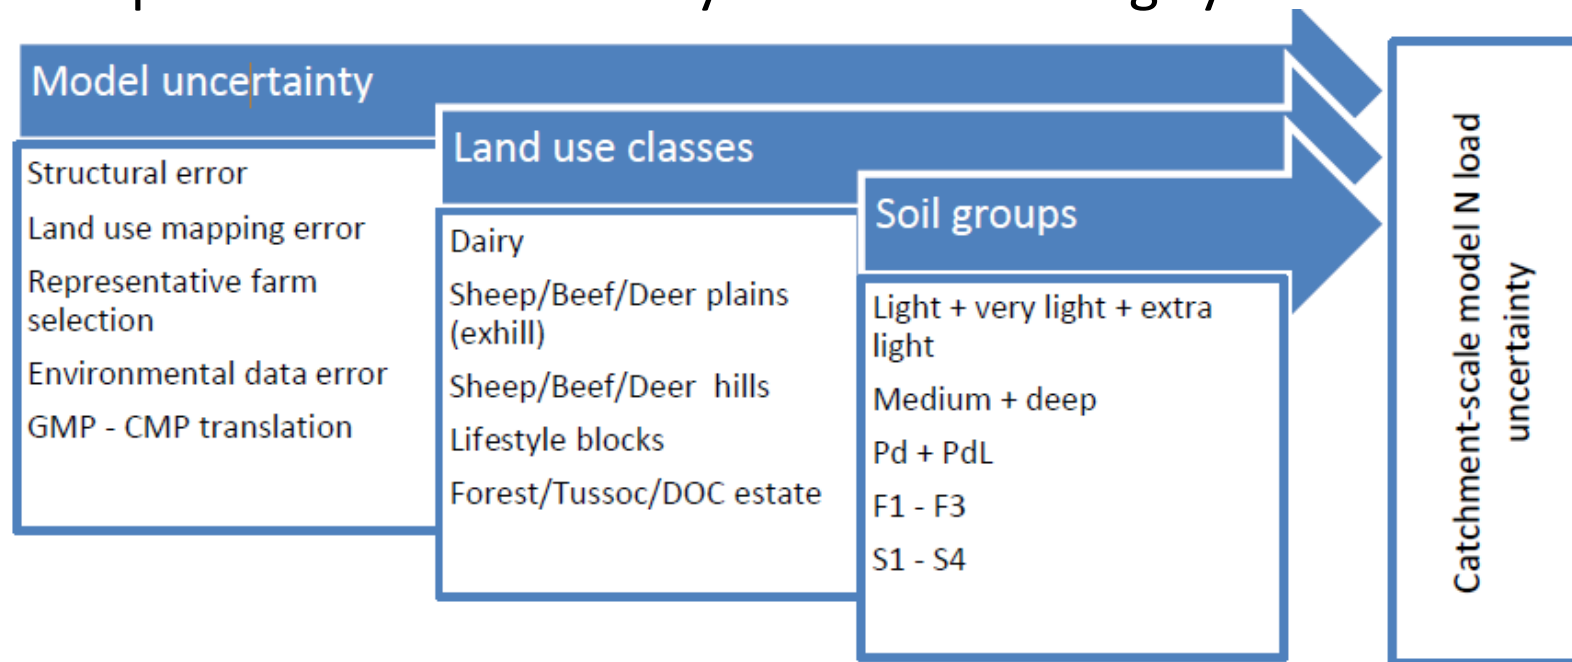 Model uncertainty
Structural error
Land use mapping error
Representative farm
selection
Environmental data error
GMP - CMP translation
Land use classes
Dairy
Sheep/Beef/Deer plains
(exhill)
Sheep/Beef/Deer hills
Lifestyle blocks
Forest/Tussoc/DOC estate
Soil groups
Light + very light + extra
light
Medium + deep
Pd + PdL
F1 - F3
S1 - S4
Catchment-scale model N load
uncertainty